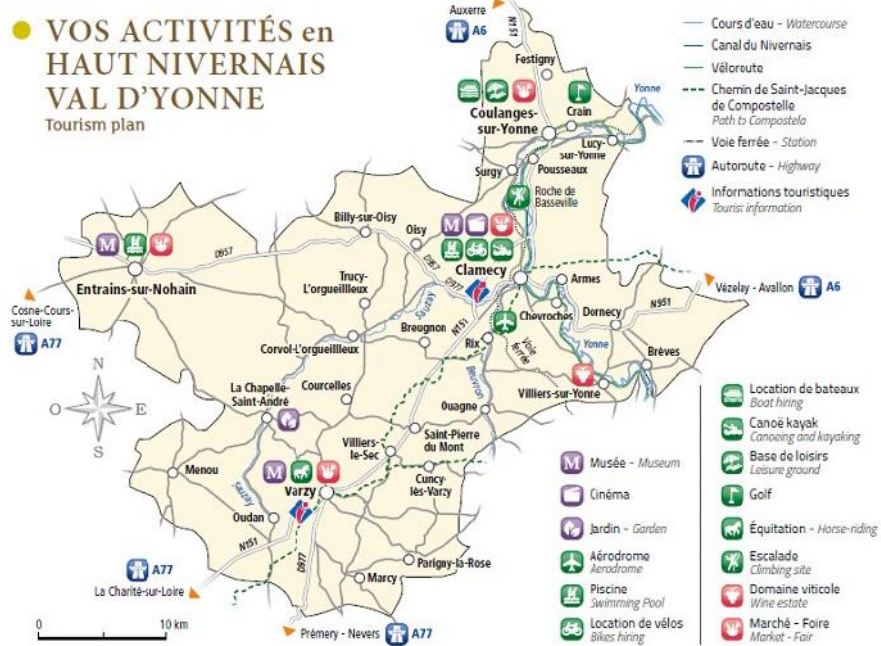 VOS ACTIVITÉS en
HAUT NIVERNAIS
VAL D'YONNE
Tourism plan
Auxerre
A6
N151
Festigny
Coulanges-
sur-Yonne
Crain
Yonne
Lucy-
sur-Yonne
Surgy
Pousseaux
Roche de
Basseville
Billy-sur-Oisy
Oisy
M
Clamecy
D957
D957
D977
M
Entrains-sur-Nohain
Cosne-Cours-
sur-Loire
A77
Trucy-
L'orgueillleux
Sauzay
Armes
Chevroches
Dornecy
N951
Vézelay - Avallon
A6
Breugnon
N151
Rix
Voie
ferrée
Yonne
Brèves
Corvol-L'orgueillleux
Villiers-sur-Yonne
Beuvron
N
O
E
S
La Chapelle-
Saint-André
Courcelles
Ouagne
Villiers-
le-Sec
Saint-Pierre
du Mont
Menou
M
Varzy
Cuncy-
lès-Varzy
Sauzay
Oudan
N151
D977
Parigny-la-Rose
Marcy
A77
La Charité-sur-Loire
Prémery - Nevers
A77
0
10 km
Cours d'eau - Watercourse
Canal du Nivernais
Véloroute
Chemin de Saint-Jacques
de Compostelle
Path to Compostela
Voie ferrée - Station
Autoroute - Highway
Informations touristiques
Tourist information
M
Musée - Museum
Cinéma
Jardin - Garden
Aérodrome
Aerodrome
Piscine
Swimming Pool
Location de vélos
Bikes hiring
Location de bateaux
Boat hiring
Canoë kayak
Canoeing and kayaking
Base de loisirs
Leisure ground
Golf
Équitation - Horse-riding
Escalade
Climbing site
Domaine viticole
Wine estate
Marché - Foire
Market - Fair